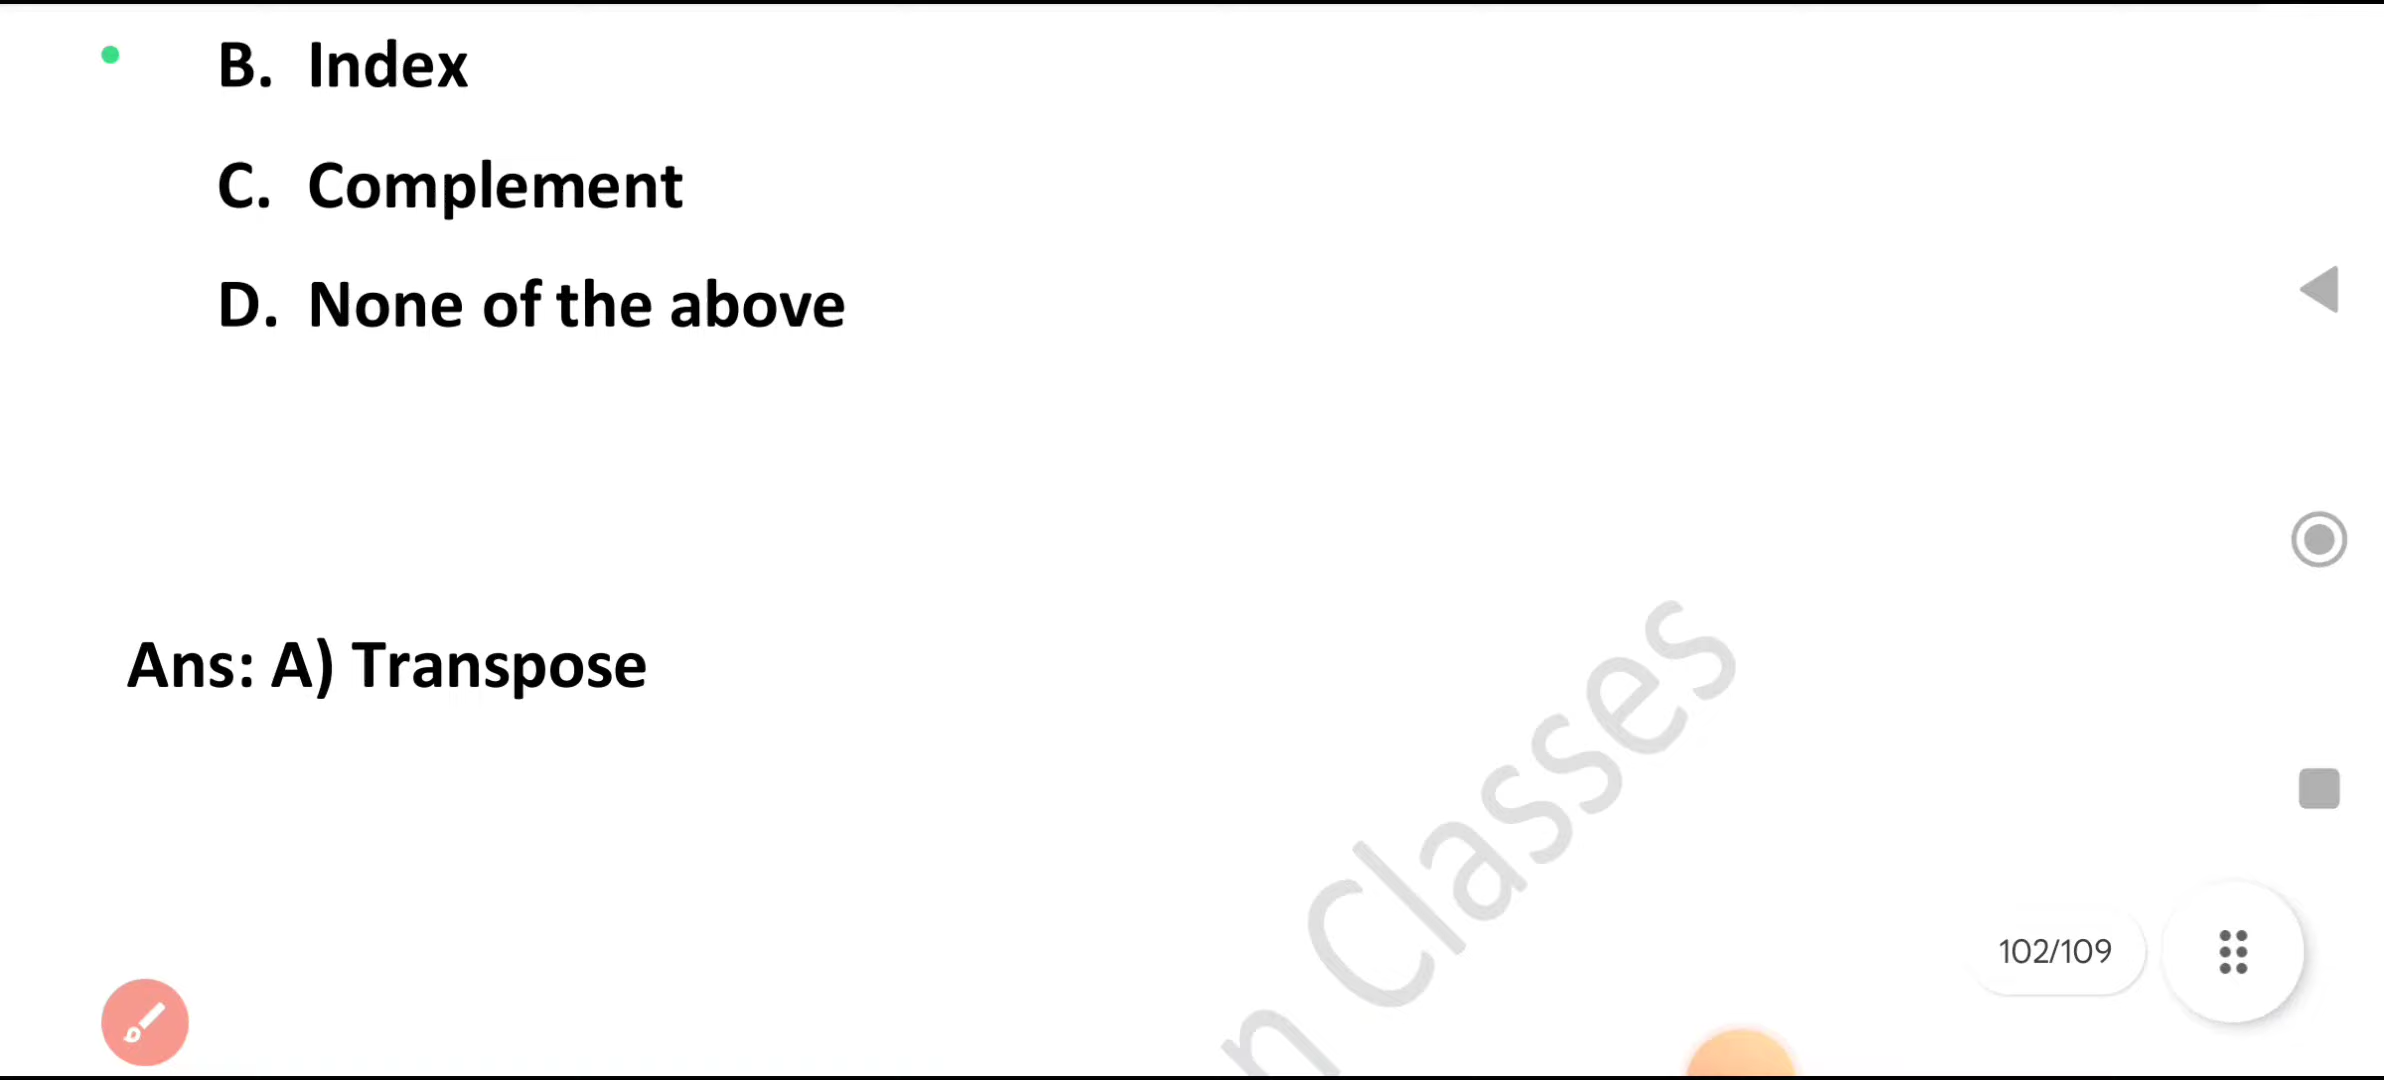 B. Index
C. Complement
D. None of the above
Ans: A) Transpose
n Classes
102/109